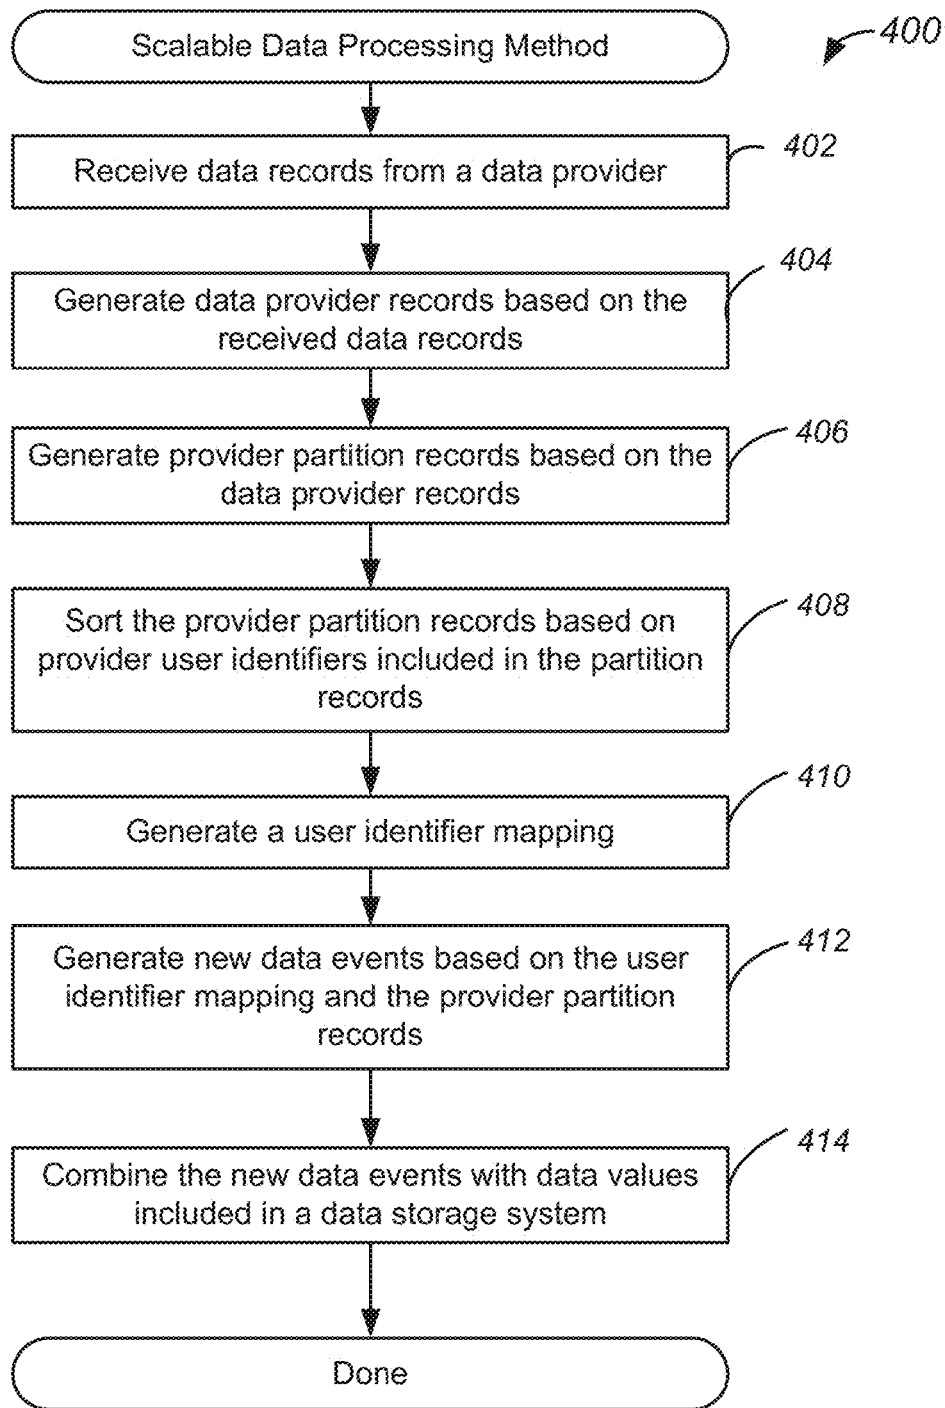 Scalable Data Processing Method
400
Receive data records from a data provider
402
Generate data provider records based on the
received data records
404
Generate provider partition records based on the
data provider records
406
Sort the provider partition records based on
provider user identifiers included in the partition
records
408
Generate a user identifier mapping
410
Generate new data events based on the user
identifier mapping and the provider partition
records
412
Combine the new data events with data values
included in a data storage system
414
Done